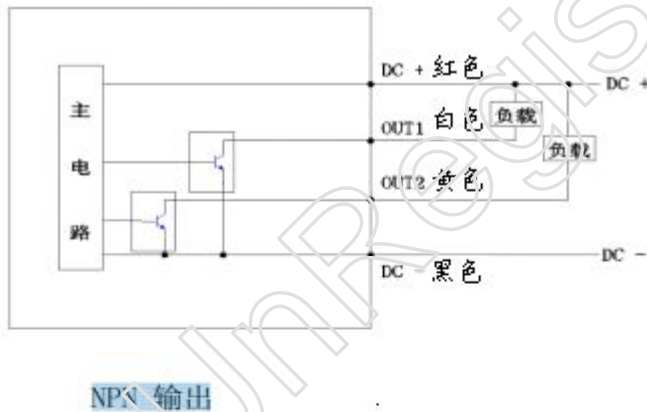 DC + 红色
DC +
主
电
路
OUT1 白色
负载
负载
OUT2 黄色
DC - 黑色
DC -
NPN 输出
UnRegis